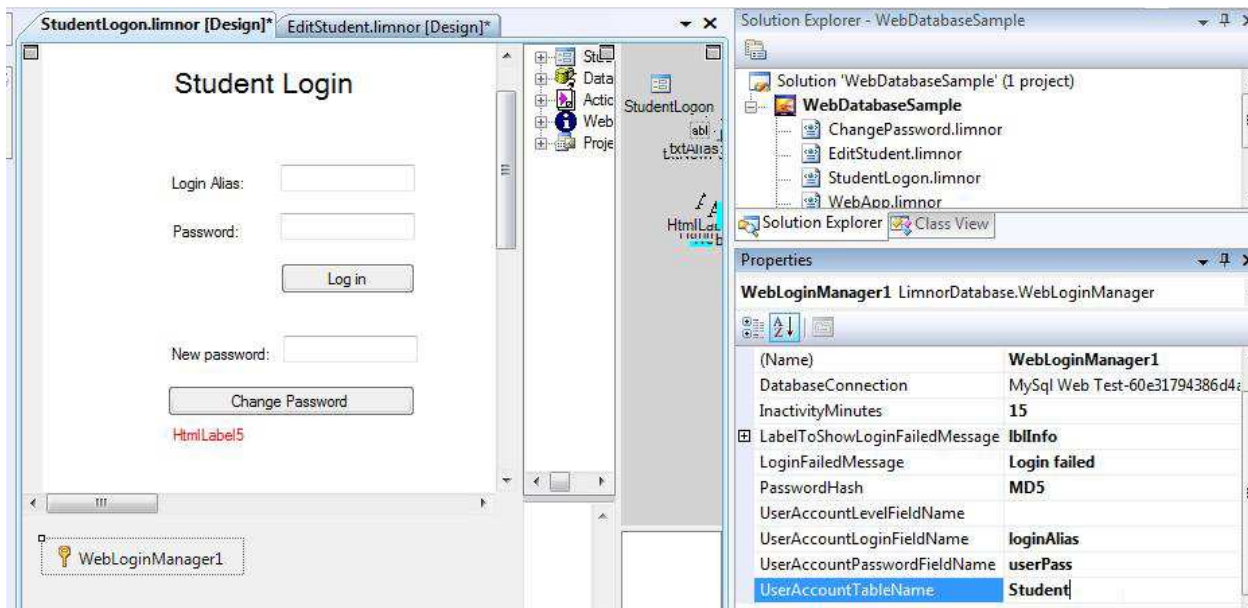 StudentLogon.limnor [Design]* EditStudent.limnor [Design]*
Student Login
Login Alias:
Password:
Log in
New password:
Change Password
HtmlLabel5
WebLoginManager1
Data
Actic
Web
Proje
StudentLogon
abl
txtAlias
HtmlLab
Solution Explorer - WebDatabaseSample
Solution 'WebDatabaseSample' (1 project)
WebDatabaseSample
ChangePassword.limnor
EditStudent.limnor
StudentLogon.limnor
WebApp.limnor
Solution Explorer Class View
Properties
WebLoginManager1 LimnorDatabase.WebLoginManager
(Name) WebLoginManager1
DatabaseConnection MySql Web Test-60e31794386d4a
InactivityMinutes 15
LabelToShowLoginFailedMessage lblInfo
LoginFailedMessage Login failed
PasswordHash MD5
UserAccountLevelFieldName
UserAccountLoginFieldName loginAlias
UserAccountPasswordFieldName userPass
UserAccountTableName Student